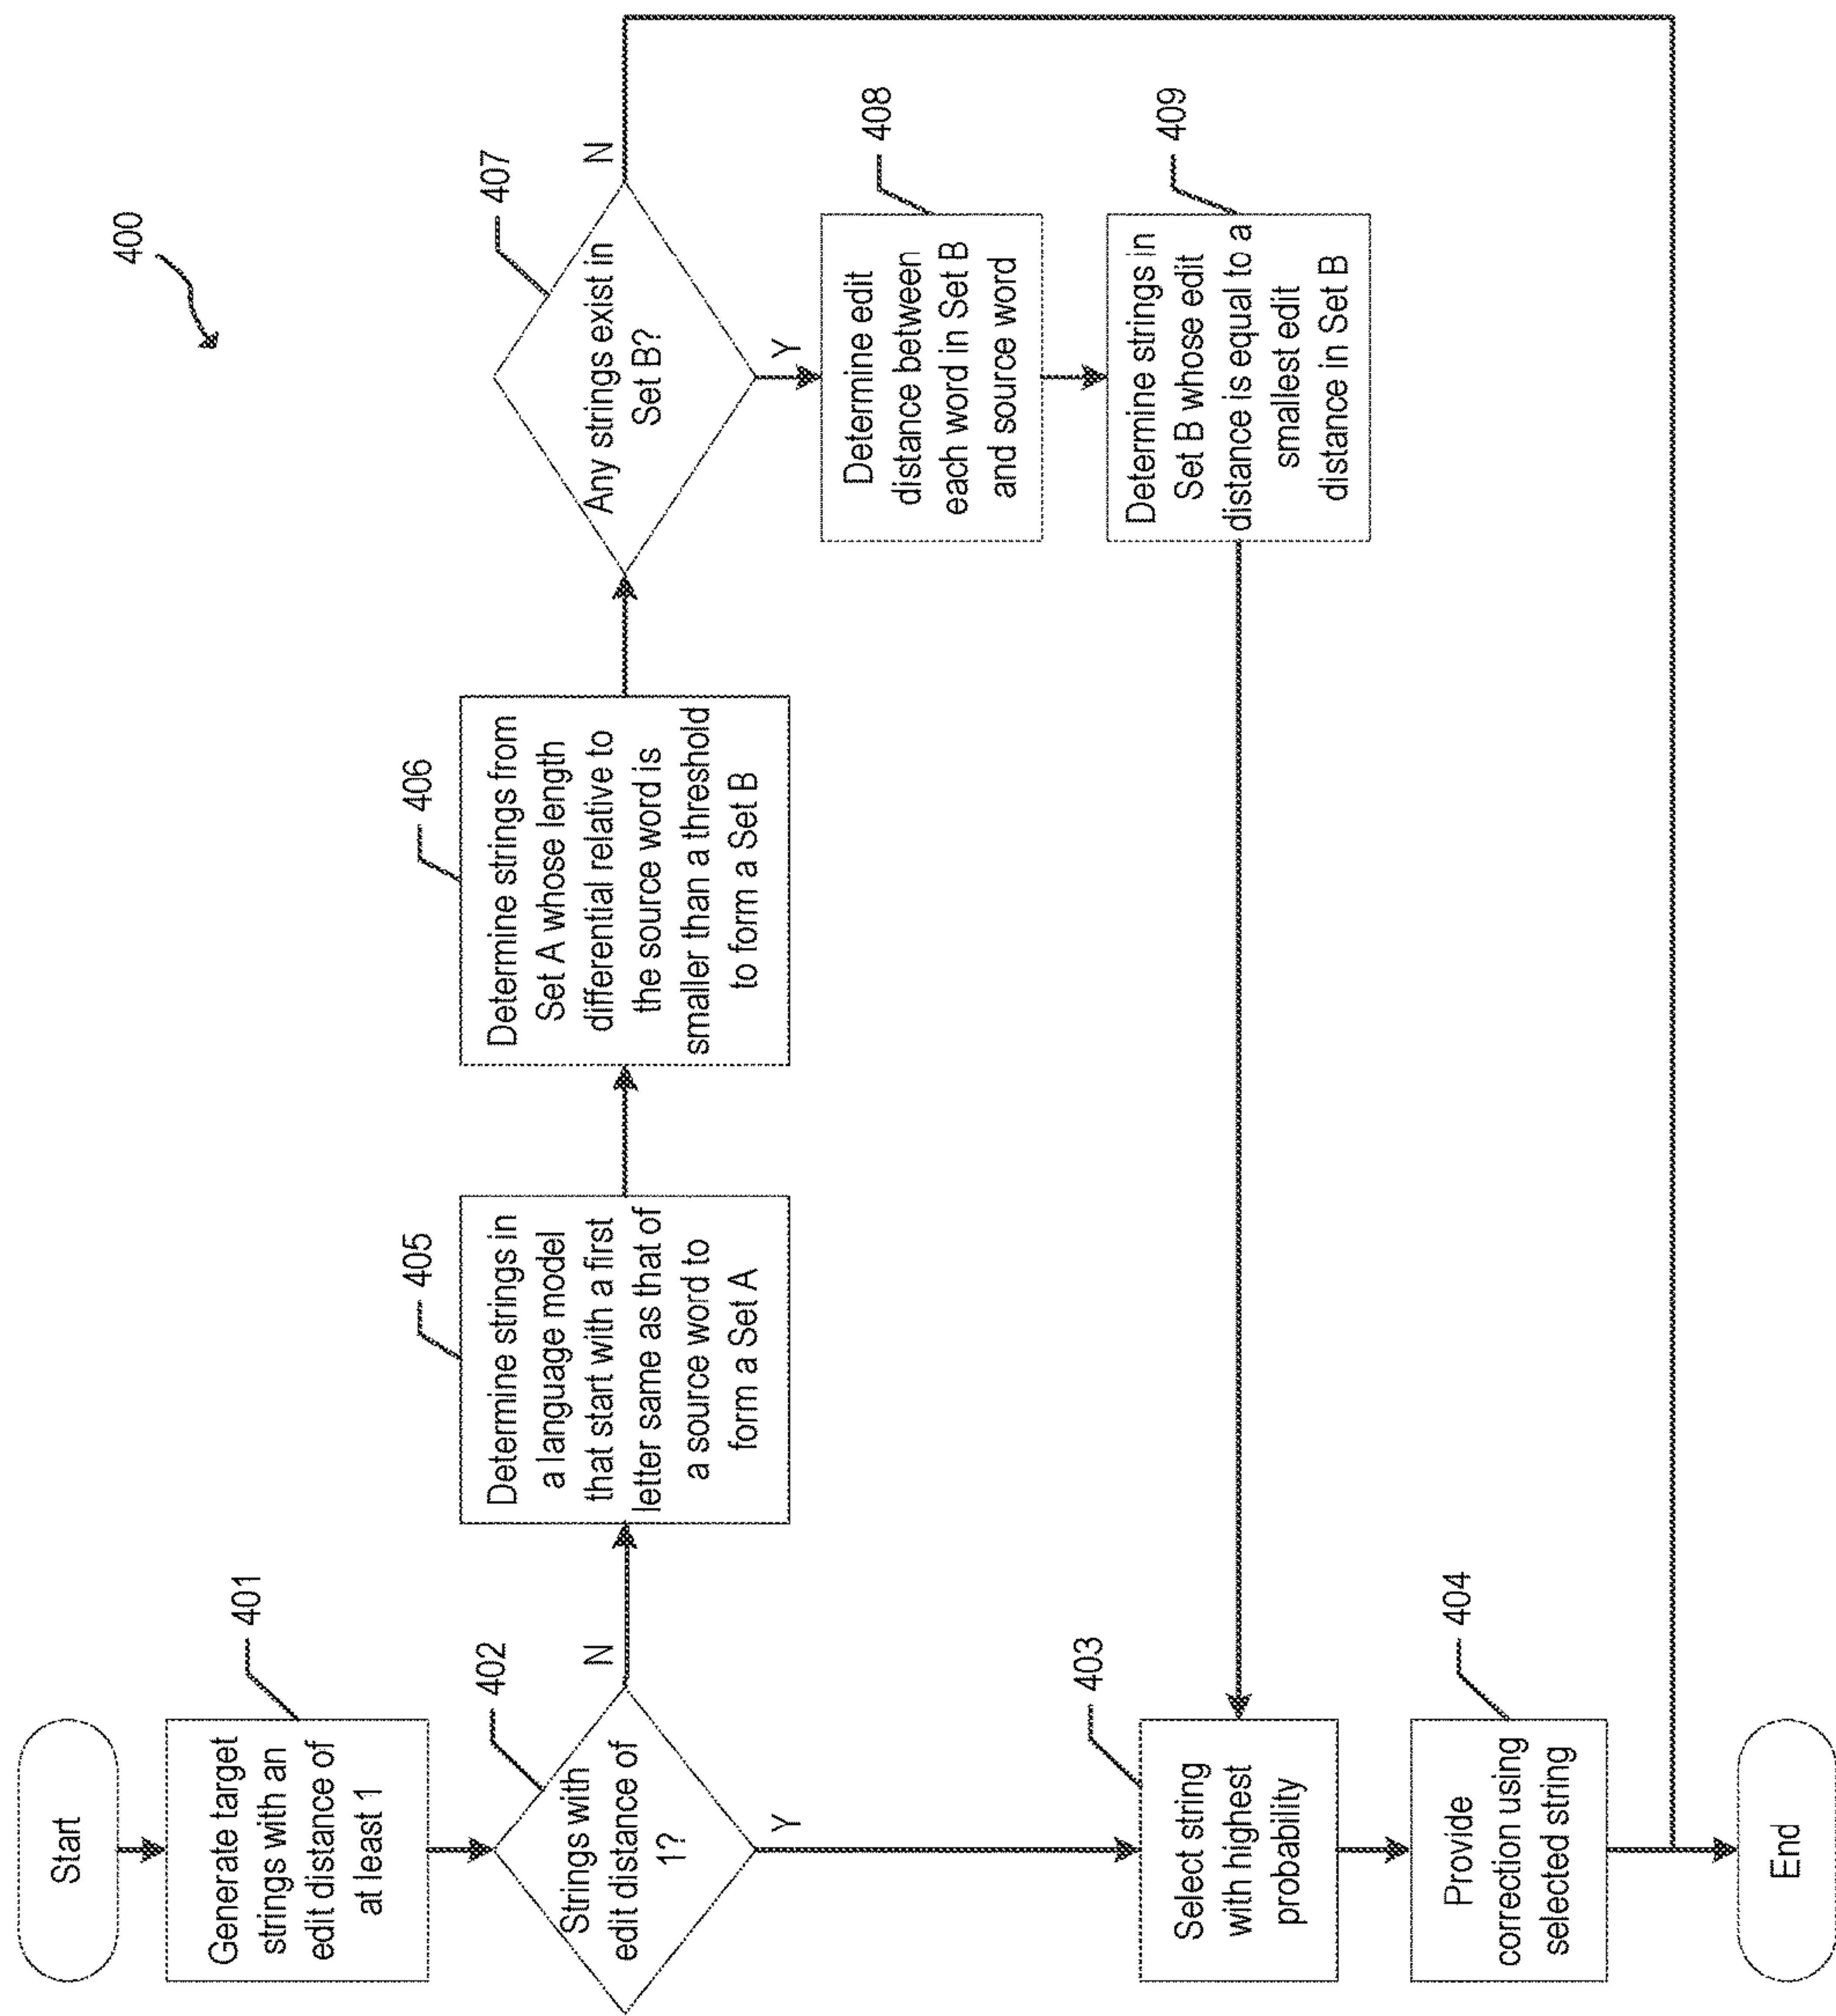 400
Start
Generate target
strings with an
edit distance of
at least 1
401
Strings with
edit distance of
1?
402
N
Y
Determine strings in
a language model
that start with a first
letter same as that of
a source word to
form a Set A
405
Determine strings from
Set A whose length
differential relative to
the source word is
smaller than a threshold
to form a Set B
406
Any strings exist in
Set B?
407
N
Y
Determine edit
distance between
each word in Set B
and source word
408
Determine strings in
Set B whose edit
distance is equal to a
smallest edit
distance in Set B
409
Select string
with highest
probability
403
Provide
correction using
selected string
404
End